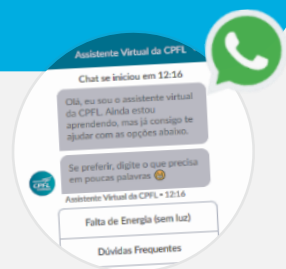 Assistente Virtual da CPFL
Chat se iniciou em 12:16
Olá, eu sou o assistente virtual
da CPFL. Ainda estou
aprendendo, mas já consigo te
ajudar com as opções abaixo.
Se preferir, digite o que precisa
em poucas palavras
CPFL
Assistente Virtual da CPFL • 12:16
Falta de Energia (sem luz)
Dúvidas Frequentes